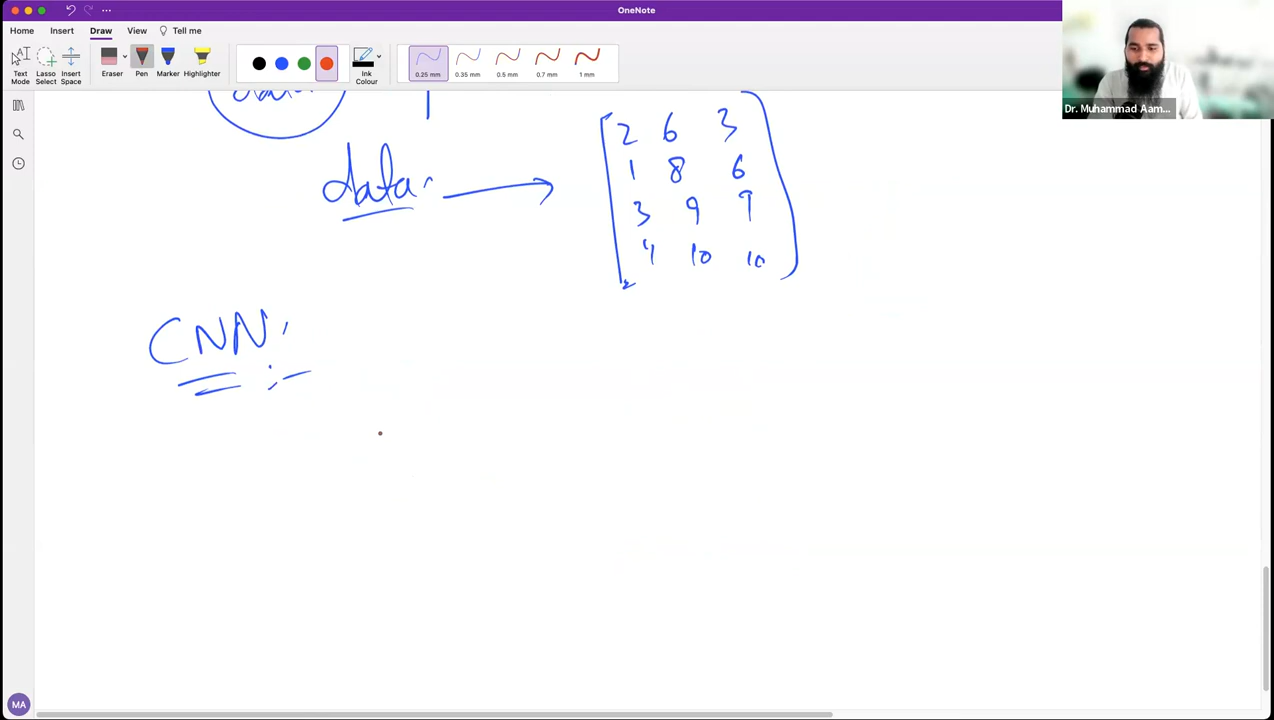 OneNote
Home Insert Draw View Tell me
Text Mode Lasso Select Insert Space Eraser Pen Marker Highlighter Ink Colour 0.25 mm 0.35 mm 0.5 mm 0.7 mm 1 mm
Dr. Muhammad Aam...
data
2 6 3
data
1 8 6
3 9 9
4 10 10
CNN
:-
MA